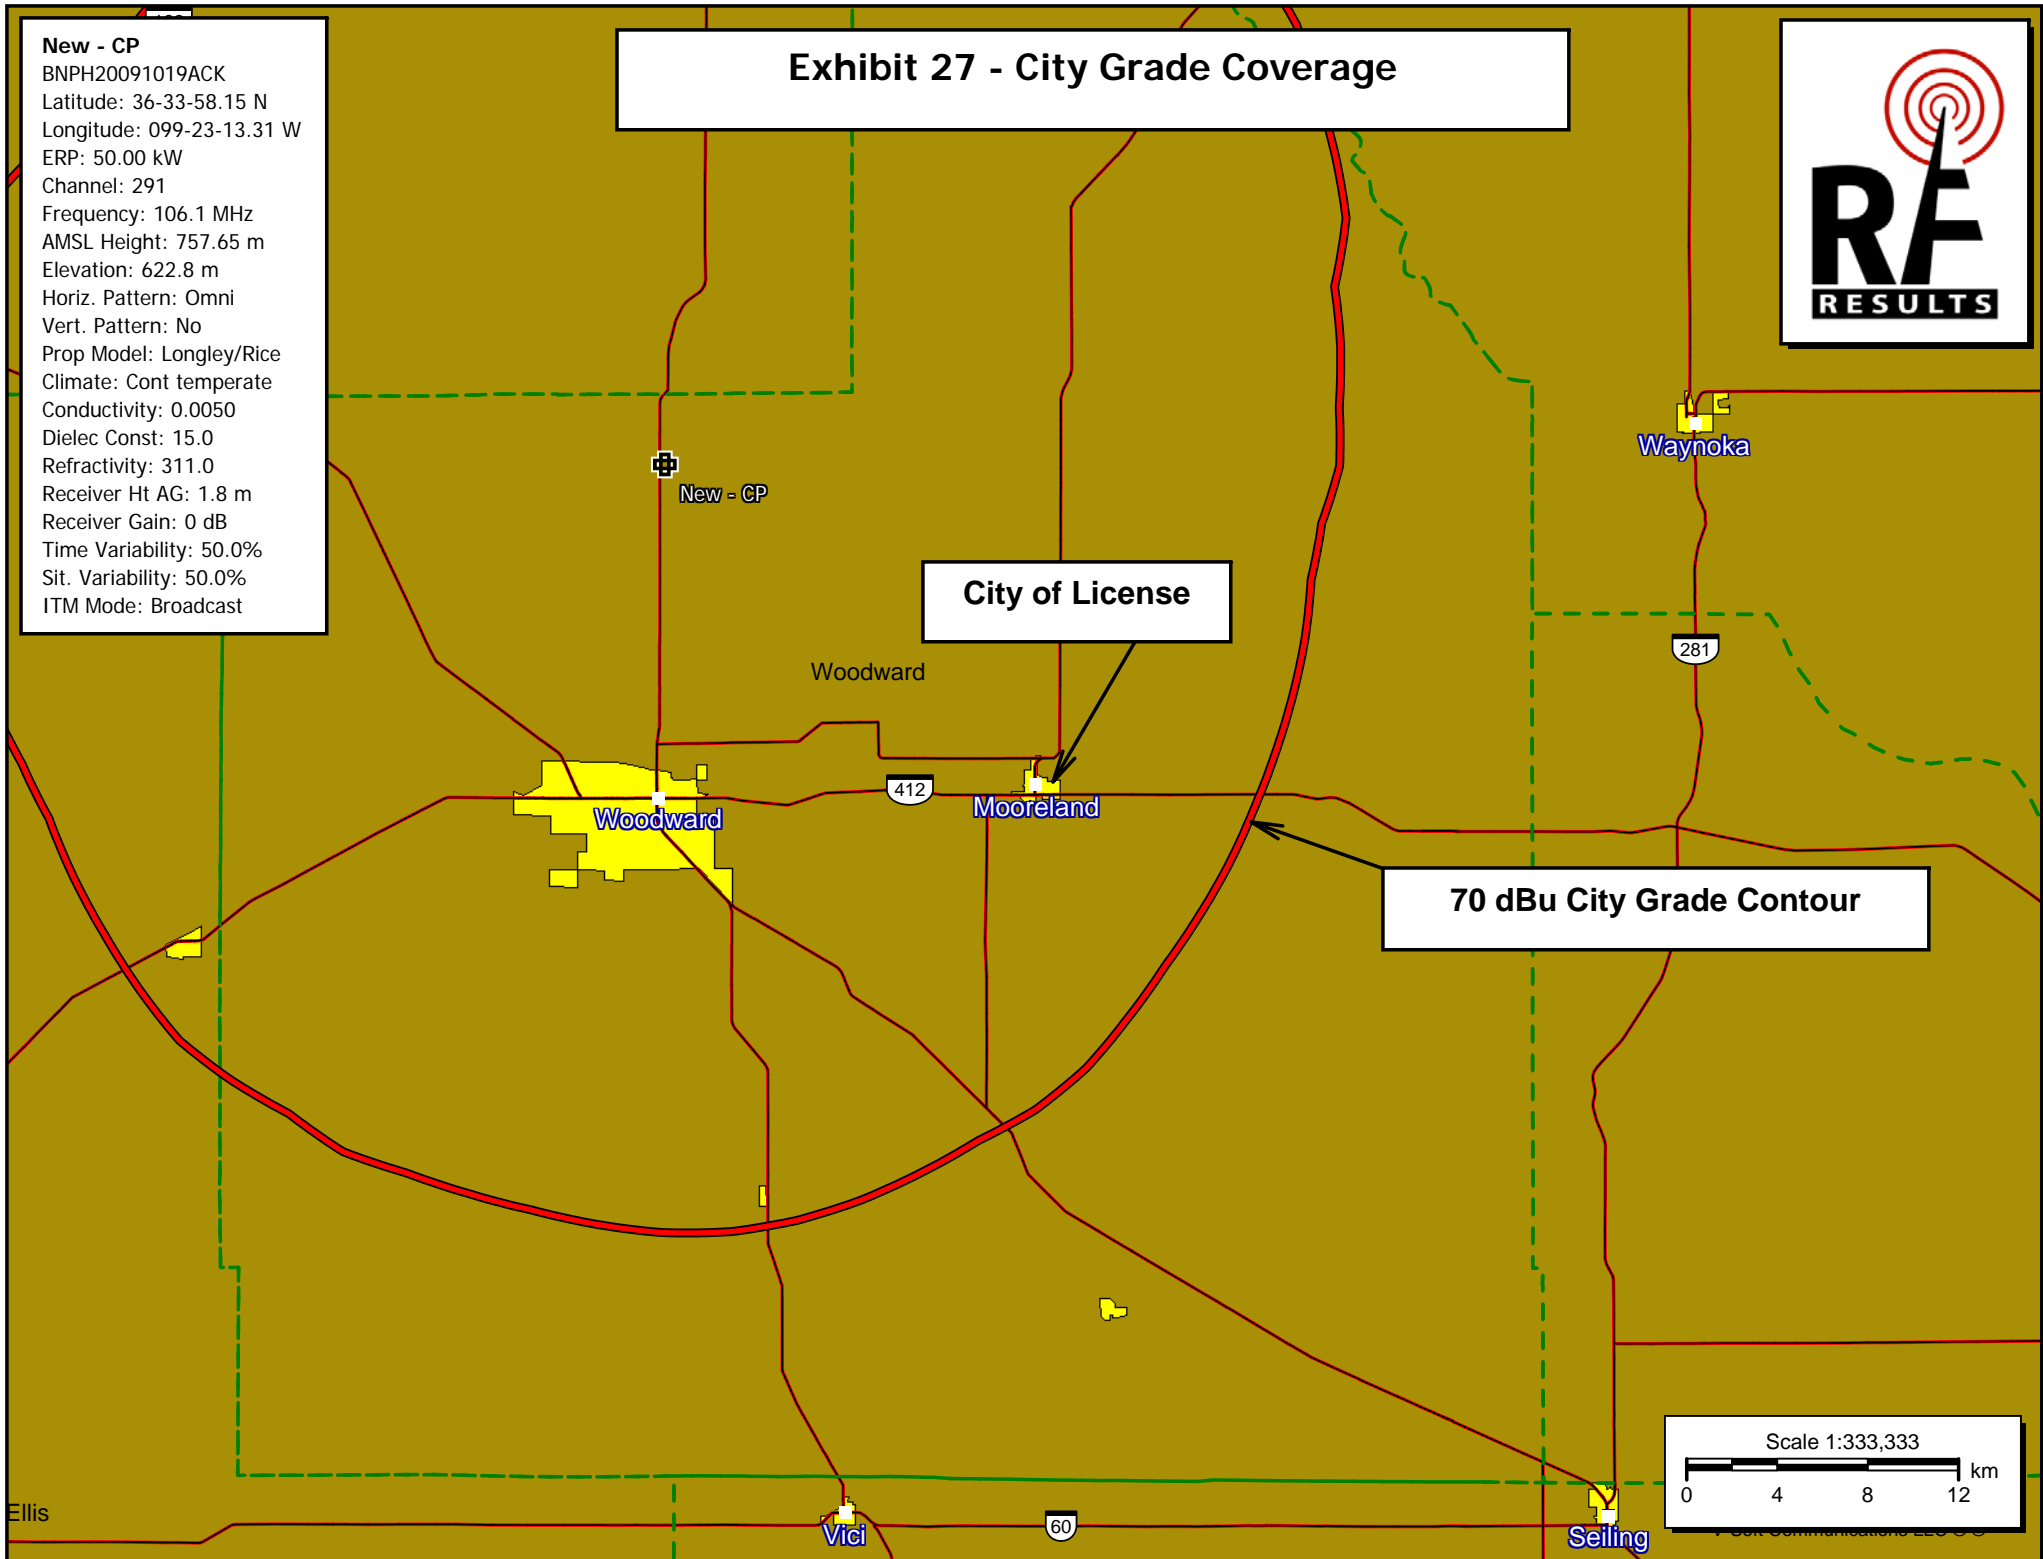 New - CP
BNPH20091019ACK
Latitude: 36-33-58.15 N
Longitude: 099-23-13.31 W
ERP: 50.00 kW
Channel: 291
Frequency: 106.1 MHz
AMSL Height: 757.65 m
Elevation: 622.8 m
Horiz. Pattern: Omni
Vert. Pattern: No
Prop Model: Longley/Rice
Climate: Cont temperate
Conductivity: 0.0050
Dielec Const: 15.0
Refractivity: 311.0
Receiver Ht AG: 1.8 m
Receiver Gain: 0 dB
Time Variability: 50.0%
Sit. Variability: 50.0%
ITM Mode: Broadcast
Exhibit 27 - City Grade Coverage
RF
RESULTS
Waynoka
New - CP
City of License
281
Woodward
412
Mooreland
Woodward
70 dBu City Grade Contour
Scale 1:333,333
km
0 4 8 12
Ellis
Vici
60
Seiling